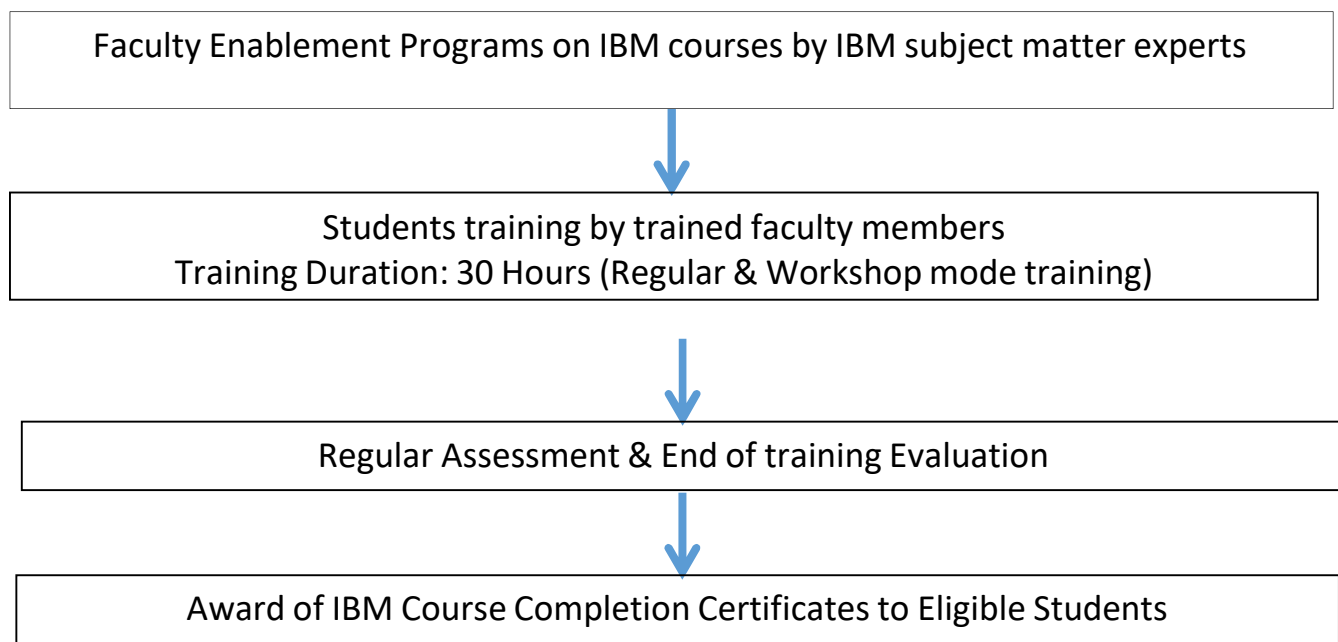 Faculty Enablement Programs on IBM courses by IBM subject matter experts
Students training by trained faculty members
Training Duration: 30 Hours (Regular & Workshop mode training)
Regular Assessment & End of training Evaluation
Award of IBM Course Completion Certificates to Eligible Students